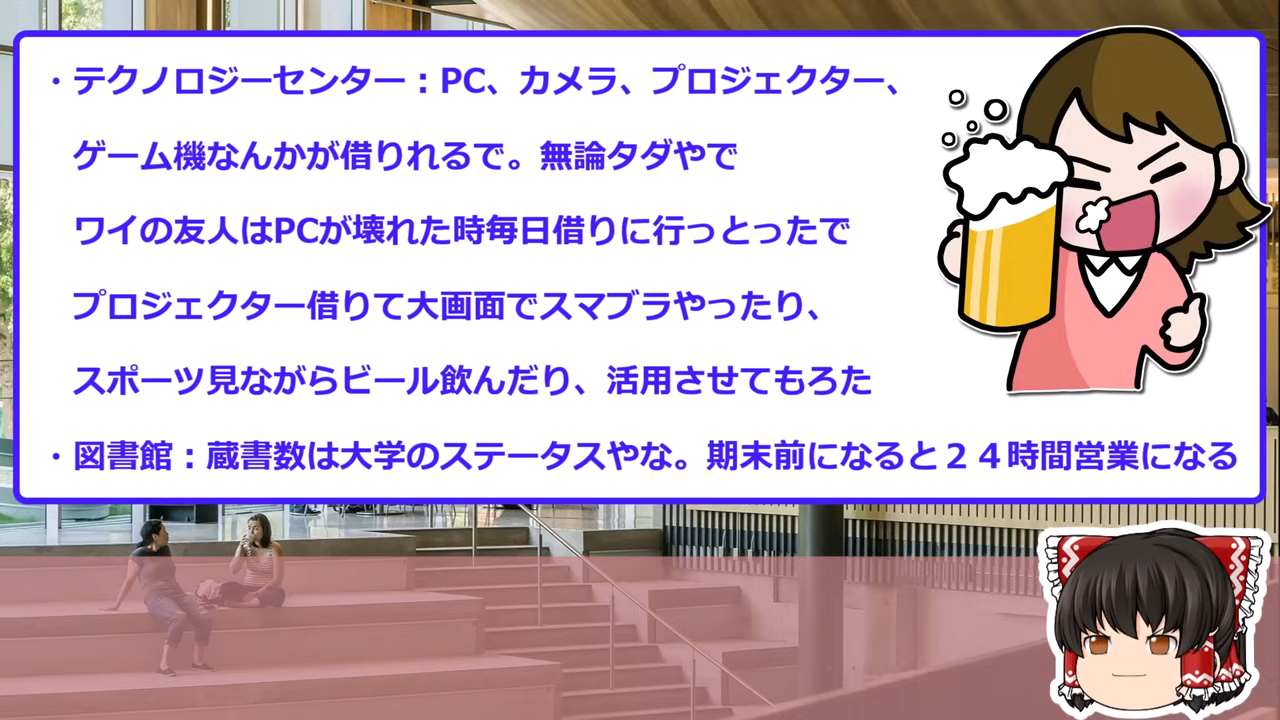 ・テクノロジーセンター：PC、カメラ、プロジェクター、
ゲーム機なんかが借りれるで。無論タダやで
ワイの友人はPCが壊れた時毎日借りに行っとったで
プロジェクター借りて大画面でスマブラやったり、
スポーツ見ながらビール飲んだり、活用させてもろた
・図書館：蔵書数は大学のステータスやな。期末前になると２４時間営業になる